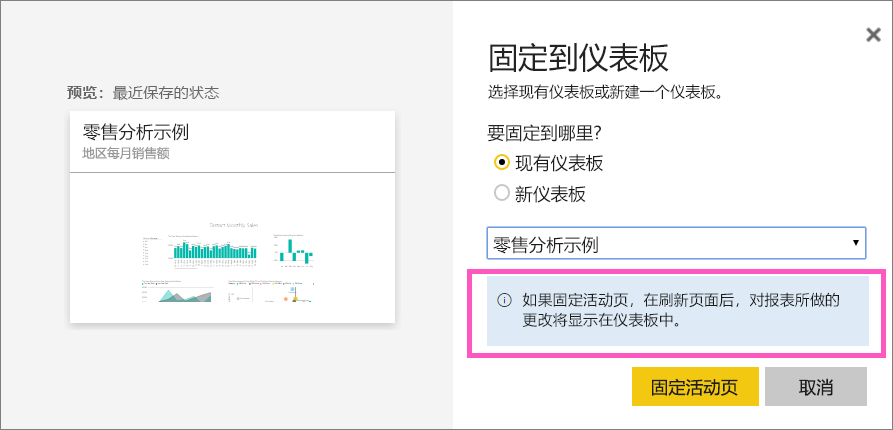 预览：最近保存的状态
零售分析示例
地区每月销售额
固定到仪表板
选择现有仪表板或新建一个仪表板。
要固定到哪里?
现有仪表板
新仪表板
零售分析示例
如果固定活动页，在刷新页面后，对报表所做的
更改将显示在仪表板中。
固定活动页
取消